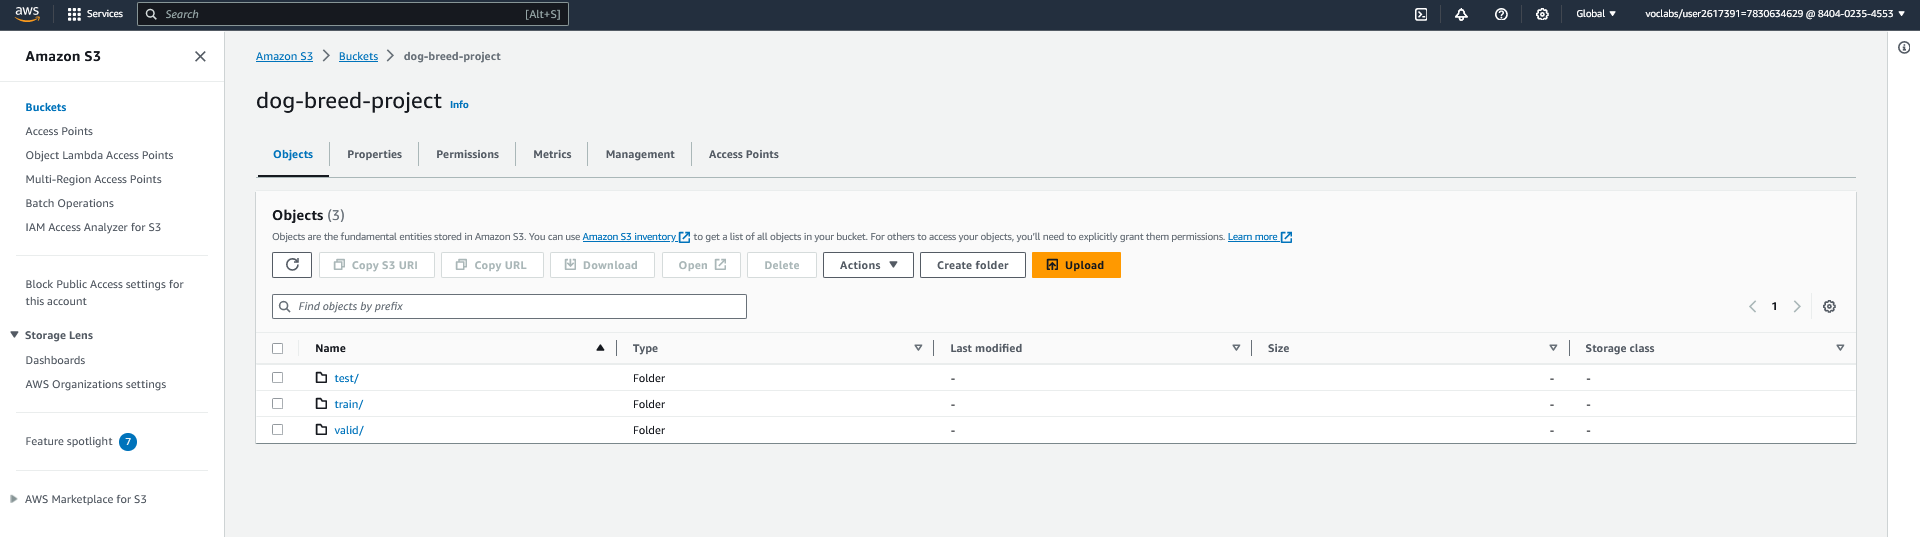 aws Services Search [Alt+S] Global voclabs/user2617391=7830634629 @ 8404-0235-4553
Amazon S3
Buckets
Access Points
Object Lambda Access Points
Multi-Region Access Points
Batch Operations
IAM Access Analyzer for S3
Block Public Access settings for
this account
Storage Lens
Dashboards
AWS Organizations settings
Feature spotlight 7
AWS Marketplace for S3
Amazon S3 Buckets dog-breed-project
dog-breed-project Info
Objects Properties Permissions Metrics Management Access Points
Objects (3)
Objects are the fundamental entities stored in Amazon S3. You can use Amazon S3 inventory to get a list of all objects in your bucket. For others to access your objects, you'll need to explicitly grant them permissions. Learn more
Copy S3 URI Copy URL Download Open Delete Actions Create folder Upload
Find objects by prefix 1
Name Type Last modified Size Storage class
test/ Folder - - -
train/ Folder - - -
valid/ Folder - - -